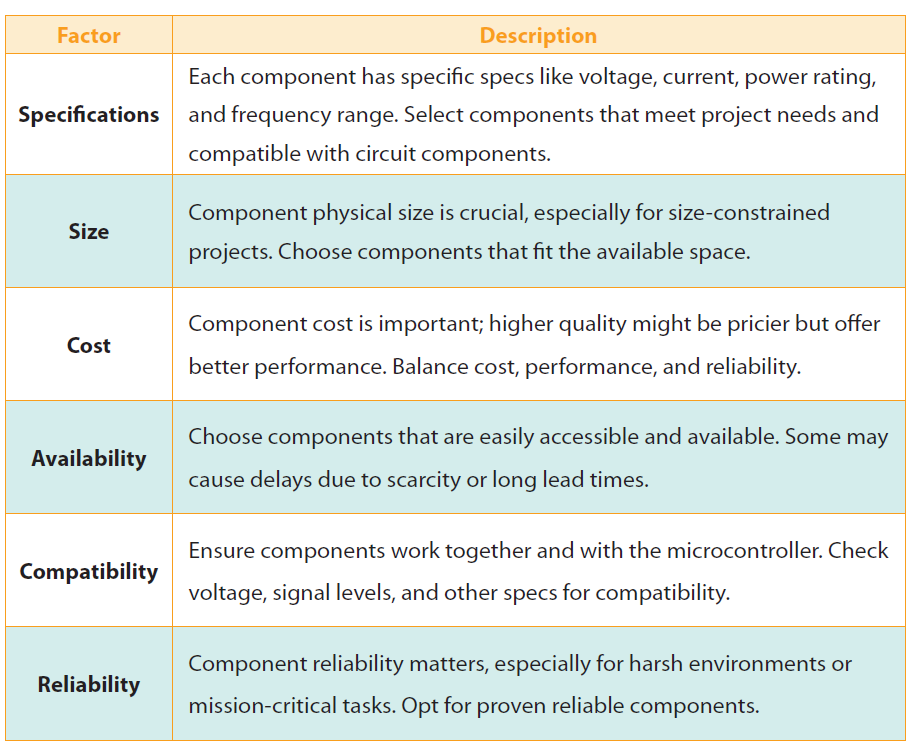 Factor
Description
Specifications
Each component has specific specs like voltage, current, power rating,
and frequency range. Select components that meet project needs and
compatible with circuit components.
Size
Component physical size is crucial, especially for size-constrained
projects. Choose components that fit the available space.
Cost
Component cost is important; higher quality might be pricier but offer
better performance. Balance cost, performance, and reliability.
Availability
Choose components that are easily accessible and available. Some may
cause delays due to scarcity or long lead times.
Compatibility
Ensure components work together and with the microcontroller. Check
voltage, signal levels, and other specs for compatibility.
Reliability
Component reliability matters, especially for harsh environments or
mission-critical tasks. Opt for proven reliable components.